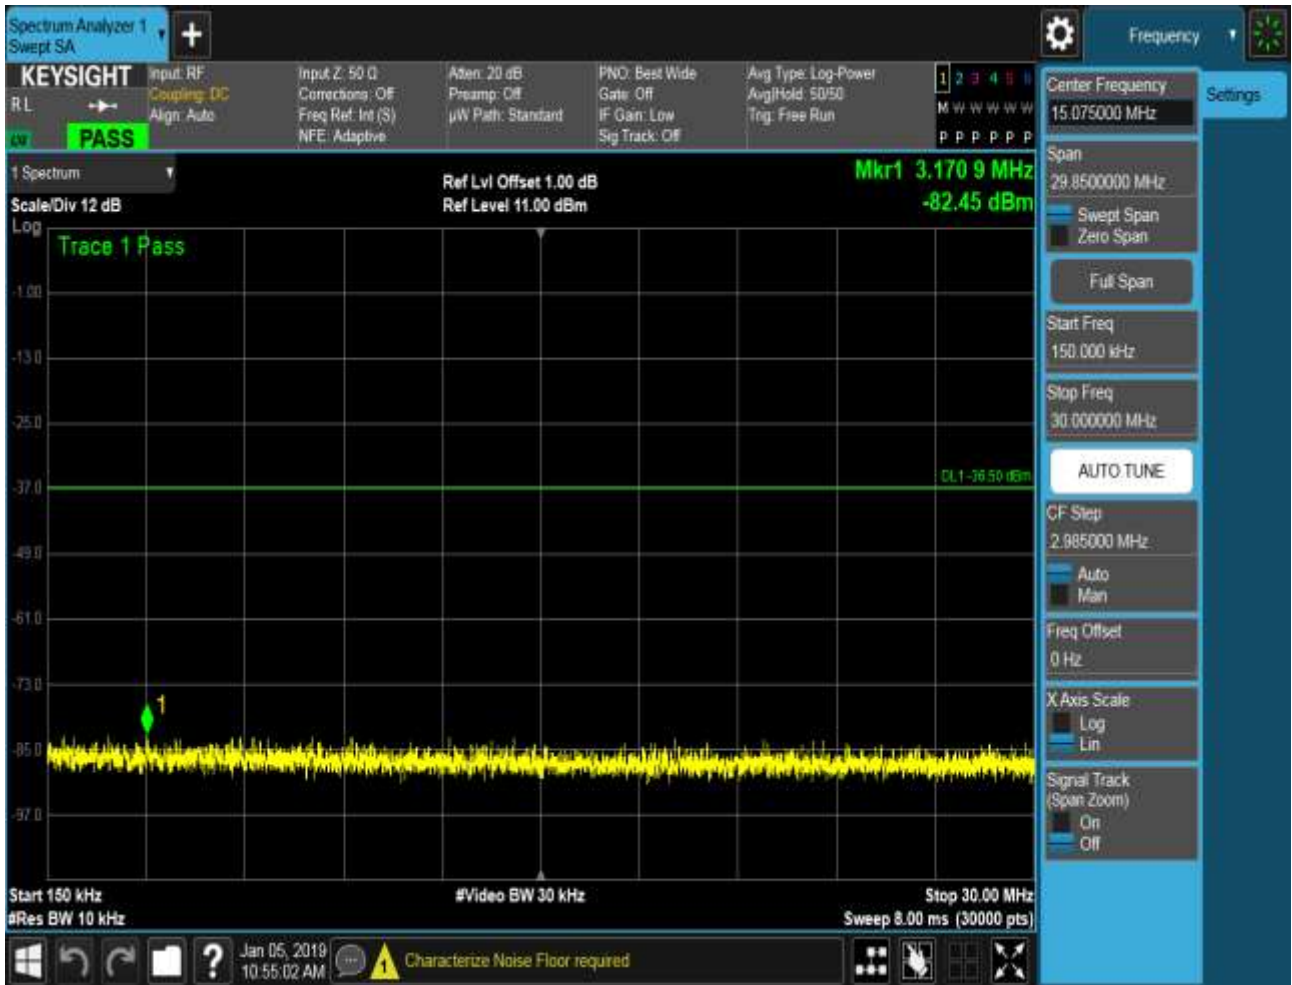 Spectrum Analyzer 1
Swept SA
Frequency
KEYSIGHT
R L
PASS
Input: RF
Coupling: DC
Align: Auto
Input Z: 50 Ω
Corrections: Off
Freq Ref: Int (S)
NFE: Adaptive
Atten: 20 dB
Preamp: Off
µW Path: Standard
PNO: Best Wide
Gate: Off
IF Gain: Low
Sig Track: Off
Avg Type: Log-Power
Avg|Hold: 50/50
Trig: Free Run
1 2 3 4 5 6
M W W W W W
P P P P P P
1 Spectrum
Scale/Div 12 dB
Ref Lvl Offset 1.00 dB
Ref Level 11.00 dBm
Mkr1 3.170 9 MHz
-82.45 dBm
Log
Trace 1 Pass
-1.00
-13.0
-25.0
-37.0
-49.0
-61.0
-73.0
-85.0
-97.0
DL1 -36.50 dBm
1
Start 150 kHz
#Res BW 10 kHz
#Video BW 30 kHz
Stop 30.00 MHz
Sweep 8.00 ms (30000 pts)
Center Frequency
15.075000 MHz
Settings
Span
29.8500000 MHz
Swept Span
Zero Span
Full Span
Start Freq
150.000 kHz
Stop Freq
30.000000 MHz
AUTO TUNE
CF Step
2.985000 MHz
Auto
Man
Freq Offset
0 Hz
X Axis Scale
Log
Lin
Signal Track
(Span Zoom)
On
Off
?
Jan 05, 2019
10:55:02 AM
1
Characterize Noise Floor required